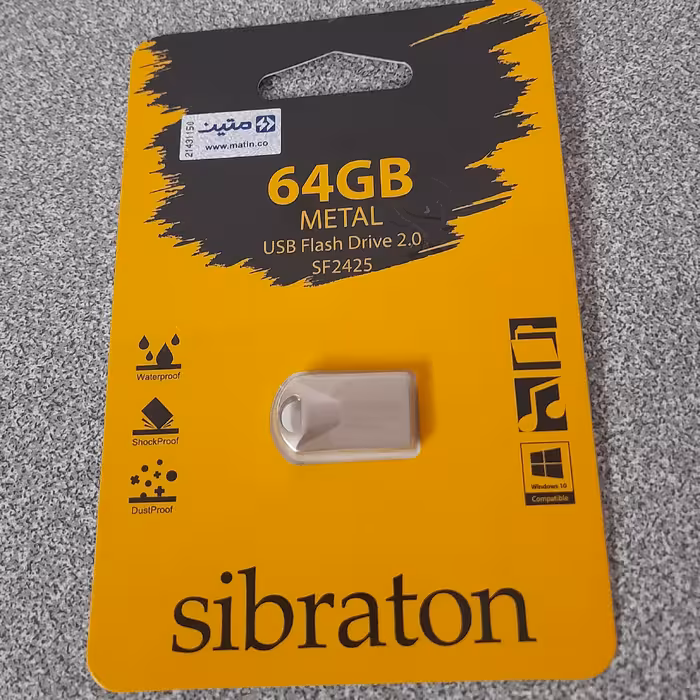 متین
www.matin.co
21431150
64GB
METAL
USB Flash Drive 2.0
SF2425
Waterproof
ShockProof
DustProof
Windows 10
Compatible
sibraton